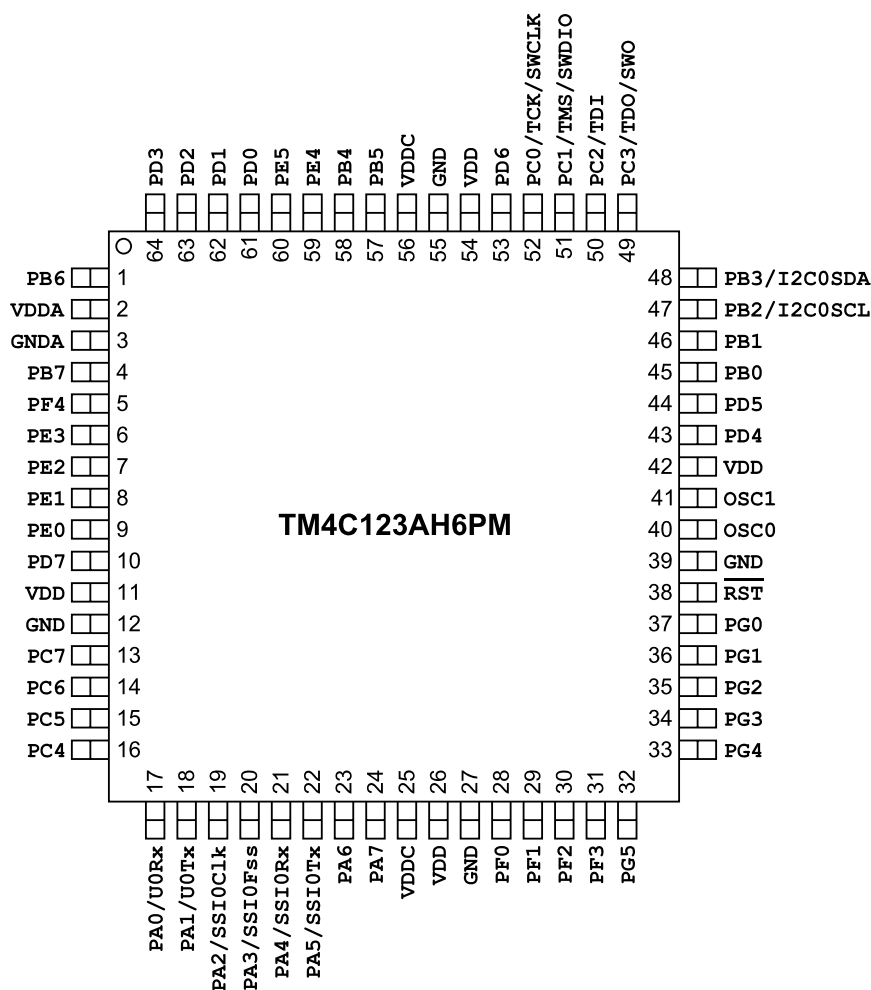 PD3
PD2
PD1
PD0
PE5
PE4
PB4
PB5
VDDC
GND
VDD
PD6
PC0/TCK/SWCLK
PC1/TMS/SWDIO
PC2/TDI
PC3/TDO/SWO
64
63
62
61
60
59
58
57
56
55
54
53
52
51
50
49
PB6 1
VDDA 2
GNDA 3
PB7 4
PF4 5
PE3 6
PE2 7
PE1 8
PE0 9
PD7 10
VDD 11
GND 12
PC7 13
PC6 14
PC5 15
PC4 16
TM4C123AH6PM
48 PB3/I2C0SDA
47 PB2/I2C0SCL
46 PB1
45 PB0
44 PD5
43 PD4
42 VDD
41 OSC1
40 OSC0
39 GND
38 RST
37 PG0
36 PG1
35 PG2
34 PG3
33 PG4
17
18
19
20
21
22
23
24
25
26
27
28
29
30
31
32
PA0/U0Rx
PA1/U0Tx
PA2/SSI0Clk
PA3/SSI0Fss
PA4/SSI0Rx
PA5/SSI0Tx
PA6
PA7
VDDC
VDD
GND
PF0
PF1
PF2
PF3
PG5